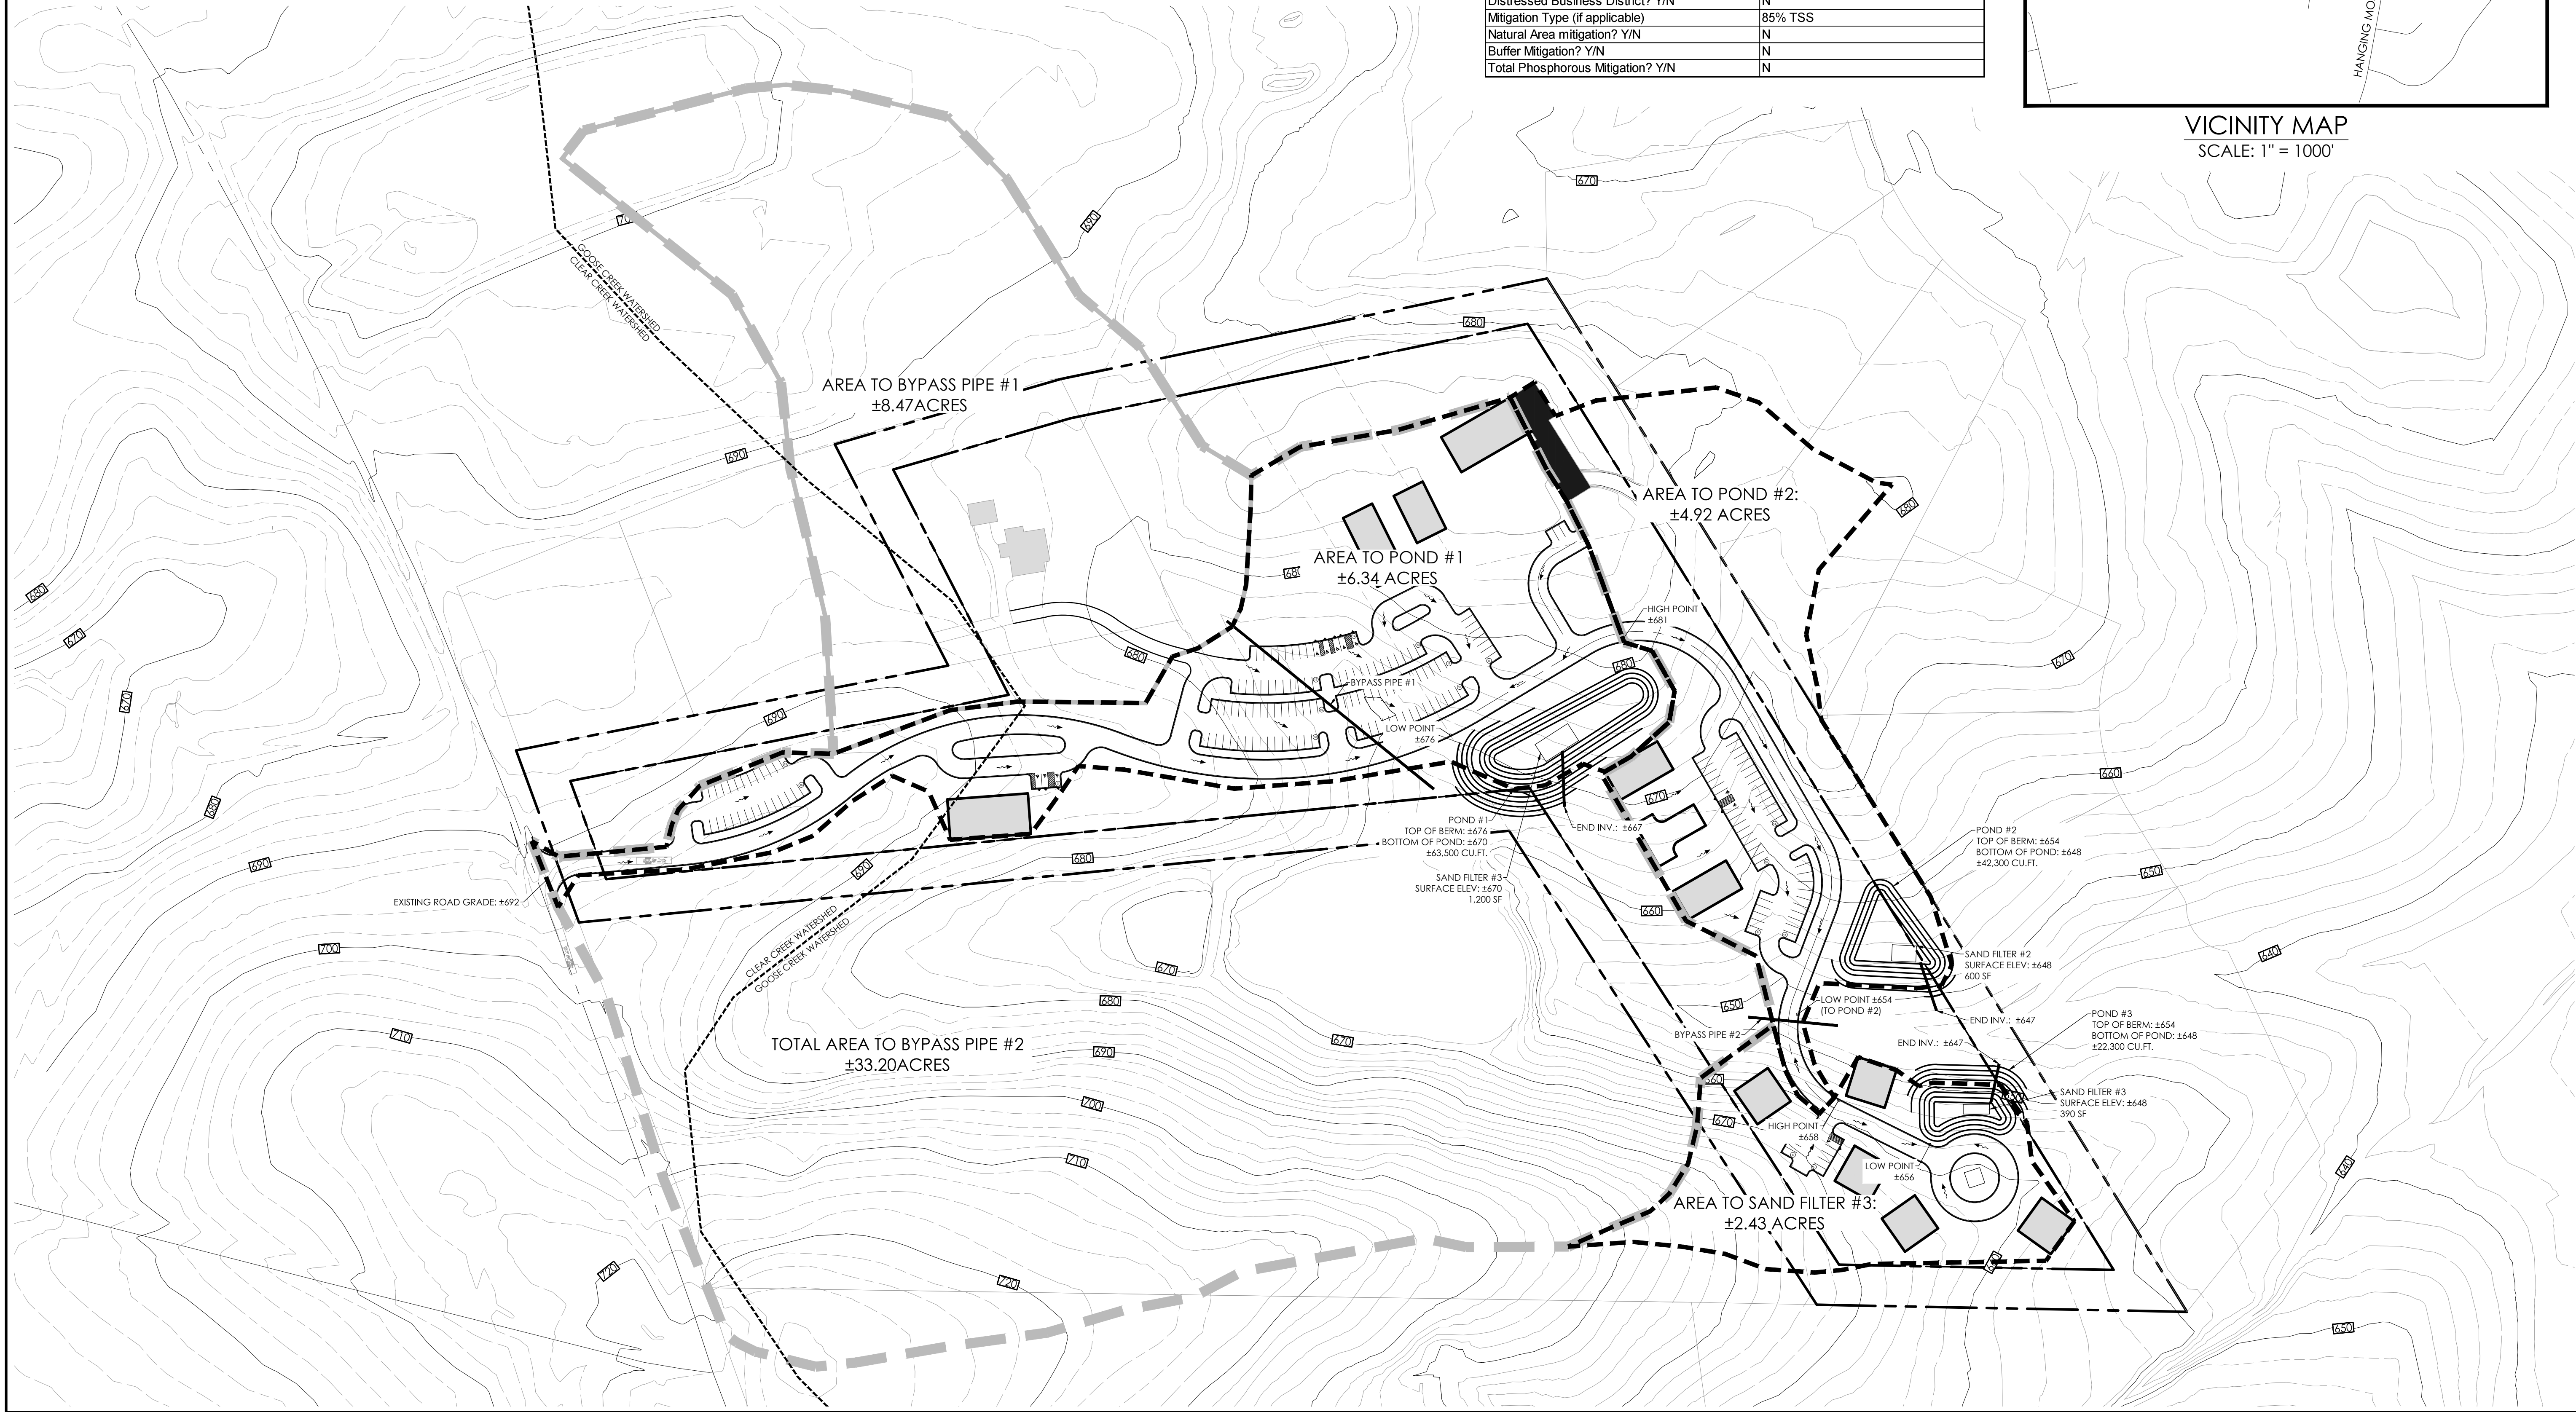 Distressed Business District? Y/N N
Mitigation Type (if applicable) 85% TSS
Natural Area mitigation? Y/N N
Buffer Mitigation? Y/N N
Total Phosphorous Mitigation? Y/N N
HANGING MO
VICINITY MAP
SCALE: 1" = 1000'
670
70
690
GOOSE CREEK WATERSHED
CLEAR CREEK WATERSHED
680
AREA TO BYPASS PIPE #1
±8.47ACRES
690
AREA TO POND #2:
±4.92 ACRES
680
AREA TO POND #1
±6.34 ACRES
680
680
670
HIGH POINT
±681
670
680
680
670
BYPASS PIPE #1
670
690
LOW POINT
±676
660
680
670
POND #1
TOP OF BERM: ±676
BOTTOM OF POND: ±670
±63,500 CU.FT.
END INV.: ±667
POND #2
TOP OF BERM: ±654
BOTTOM OF POND: ±648
±42,300 CU.FT.
690
690
680
650
SAND FILTER #3
SURFACE ELEV: ±670
1,200 SF
EXISTING ROAD GRADE: ±692
660
700
CLEAR CREEK WATERSHED
GOOSE CREEK WATERSHED
670
640
SAND FILTER #2
SURFACE ELEV: ±648
600 SF
680
650
LOW POINT ±654
(TO POND #2)
710
TOTAL AREA TO BYPASS PIPE #2
±33.20ACRES
690
670
BYPASS PIPE #2
END INV.: ±647
END INV.: ±647
POND #3
TOP OF BERM: ±654
BOTTOM OF POND: ±648
±22,300 CU.FT.
660
700
670
SAND FILTER #3
SURFACE ELEV: ±648
390 SF
HIGH POINT
±658
710
LOW POINT
±656
640
AREA TO SAND FILTER #3:
±2.43 ACRES
720
720
650